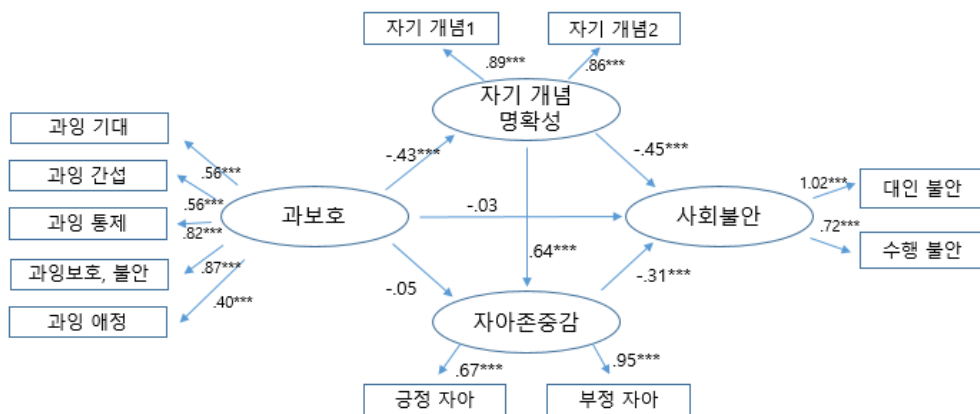 자기 개념1
자기 개념2
.89***
.86***
자기 개념
명확성
과잉 기대
과잉 간섭
과잉 통제
과잉보호, 불안
과잉 애정
.56***
.56***
.82***
.87***
.40***
과보호
-.43***
-.03
-.05
.64***
-.45***
-.31***
사회불안
1.02***
.72***
대인 불안
수행 불안
자아존중감
.67***
.95***
긍정 자아
부정 자아